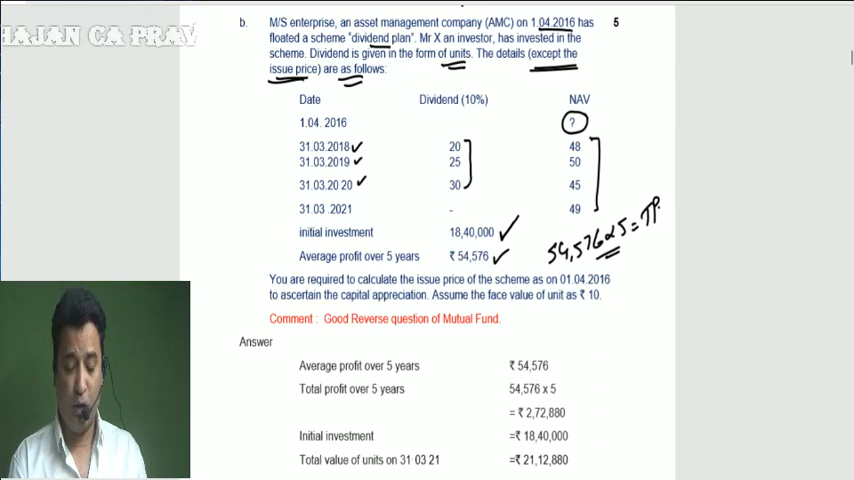 HAJAN CA PRAV
b. M/S enterprise, an asset management company (AMC) on 1.04.2016 has 5
floated a scheme "dividend plan". Mr X an investor, has invested in the
scheme. Dividend is given in the form of units. The details (except the
issue price) are as follows:
Date Dividend (10%) NAV
1.04. 2016 ?
31.03.2018 20 48
31.03.2019 25 50
31.03.20 20 30 45
31.03 .2021 - 49
initial investment 18,40,000
Average profit over 5 years ₹ 54,576
54,576 x 5 = TP.
You are required to calculate the issue price of the scheme as on 01.04.2016
to ascertain the capital appreciation. Assume the face value of unit as ₹ 10.
Comment : Good Reverse question of Mutual Fund.
Answer
Average profit over 5 years ₹ 54,576
Total profit over 5 years 54,576 x 5
= ₹ 2,72,880
Initial investment =₹ 18,40,000
Total value of units on 31 03 21 =₹ 21,12,880